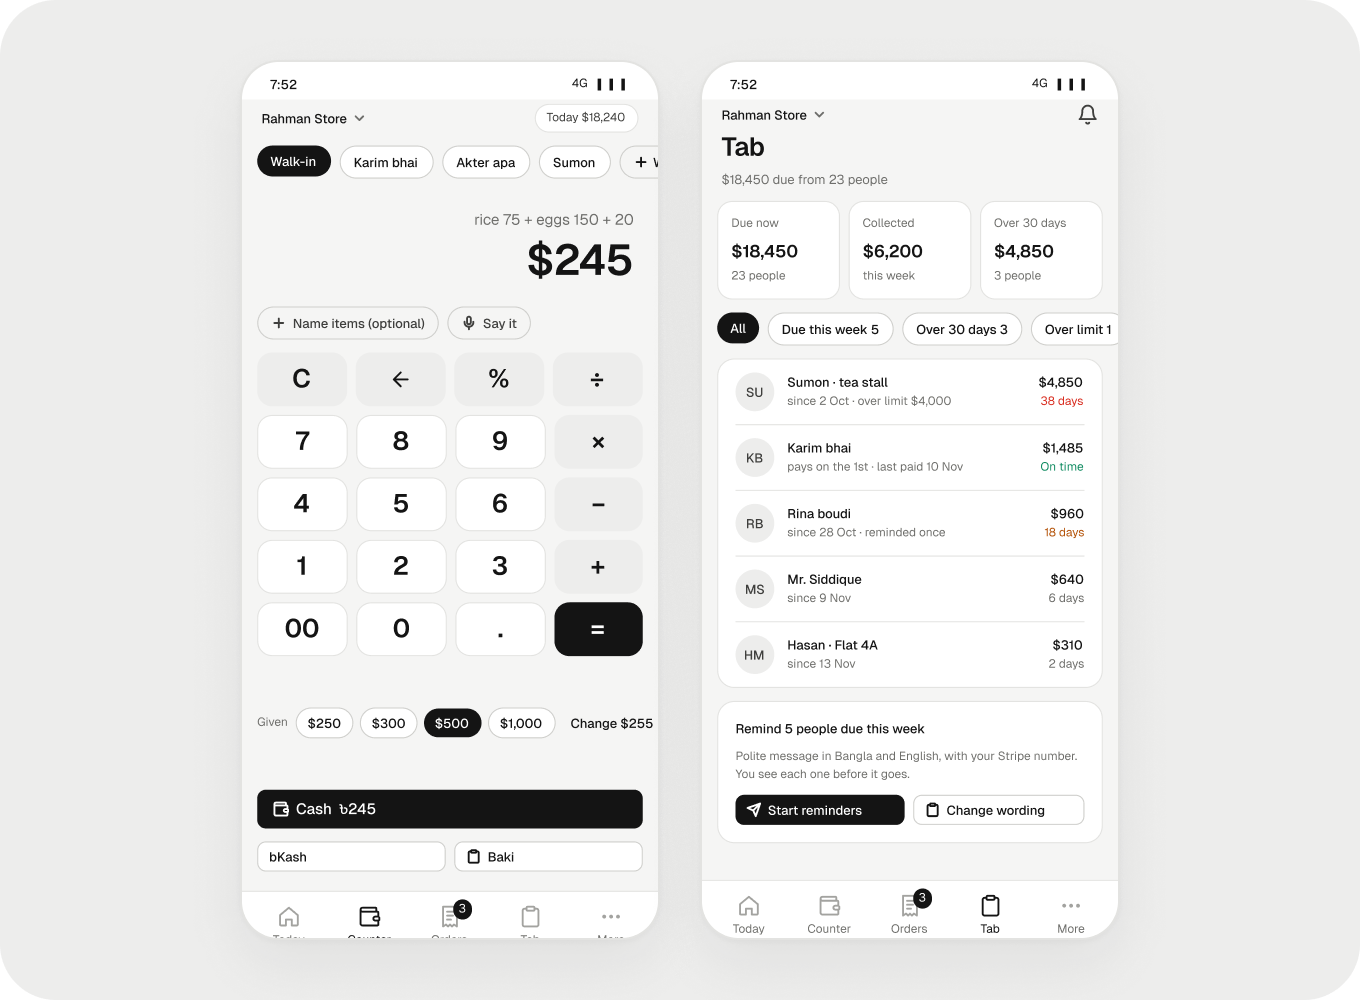 7:52
4G
Rahman Store
Today $18,240
Walk-in
Karim bhai
Akter apa
Sumon
rice 75 + eggs 150 + 20
$245
Name items (optional)
Say it
C
←
%
÷
7
8
9
×
4
5
6
−
1
2
3
+
00
0
.
=
Given
$250
$300
$500
$1,000
Change $255
Cash ৳245
bKash
Baki
3
Today
Counter
Orders
Tab
More
7:52
4G
Rahman Store
Tab
$18,450 due from 23 people
Due now
$18,450
23 people
Collected
$6,200
this week
Over 30 days
$4,850
3 people
All
Due this week 5
Over 30 days 3
Over limit 1
SU
Sumon · tea stall
since 2 Oct · over limit $4,000
$4,850
38 days
KB
Karim bhai
pays on the 1st · last paid 10 Nov
$1,485
On time
RB
Rina boudi
since 28 Oct · reminded once
$960
18 days
MS
Mr. Siddique
since 9 Nov
$640
6 days
HM
Hasan · Flat 4A
since 13 Nov
$310
2 days
Remind 5 people due this week
Polite message in Bangla and English, with your Stripe number.
You see each one before it goes.
Start reminders
Change wording
3
Today
Counter
Orders
Tab
More